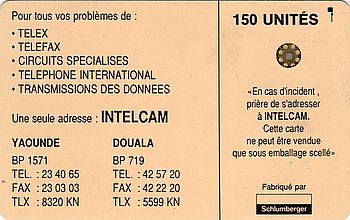 Pour tous vos problèmes de :
• TELEX
• TELEFAX
• CIRCUITS SPECIALISES
• TELEPHONE INTERNATIONAL
• TRANSMISSIONS DES DONNEES
Une seule adresse : INTELCAM
YAOUNDE
BP 1571
TEL. : 23 40 65
FAX : 23 03 03
TLX : 8320 KN
DOUALA
BP 719
TEL. : 42 57 20
FAX : 42 22 20
TLX : 5599 KN
150 UNITÉS
«En cas d'incident,
prière de s'adresser
à INTELCAM.
Cette carte
ne peut être vendue
que sous emballage scellé»
Fabriqué par
Schlumberger